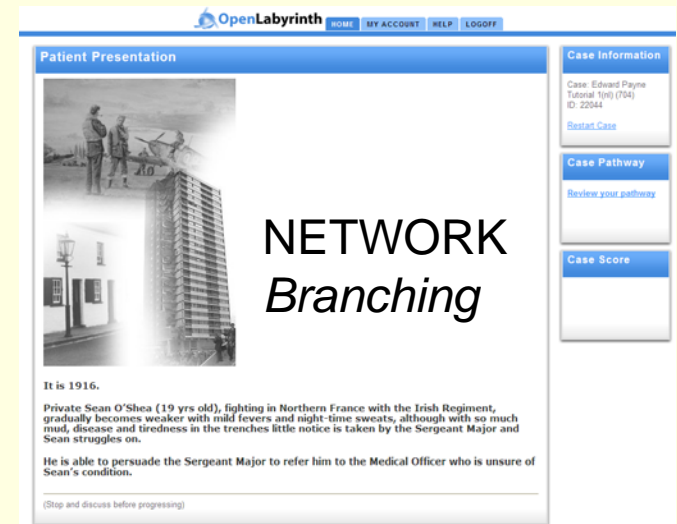 OpenLabyrinth
HOME
MY ACCOUNT
HELP
LOGOFF
Patient Presentation
NETWORK
Branching
It is 1916.
Private Sean O'Shea (19 yrs old), fighting in Northern France with the Irish Regiment,
gradually becomes weaker with mild fevers and night-time sweats, although with so much
mud, disease and tiredness in the trenches little notice is taken by the Sergeant Major and
Sean struggles on.
He is able to persuade the Sergeant Major to refer him to the Medical Officer who is unsure of
Sean's condition.
(Stop and discuss before progressing)
Case Information
Case: Edward Payne
Tutorial 1(nl) (704)
ID: 22044
Restart Case
Case Pathway
Review your pathway
Case Score